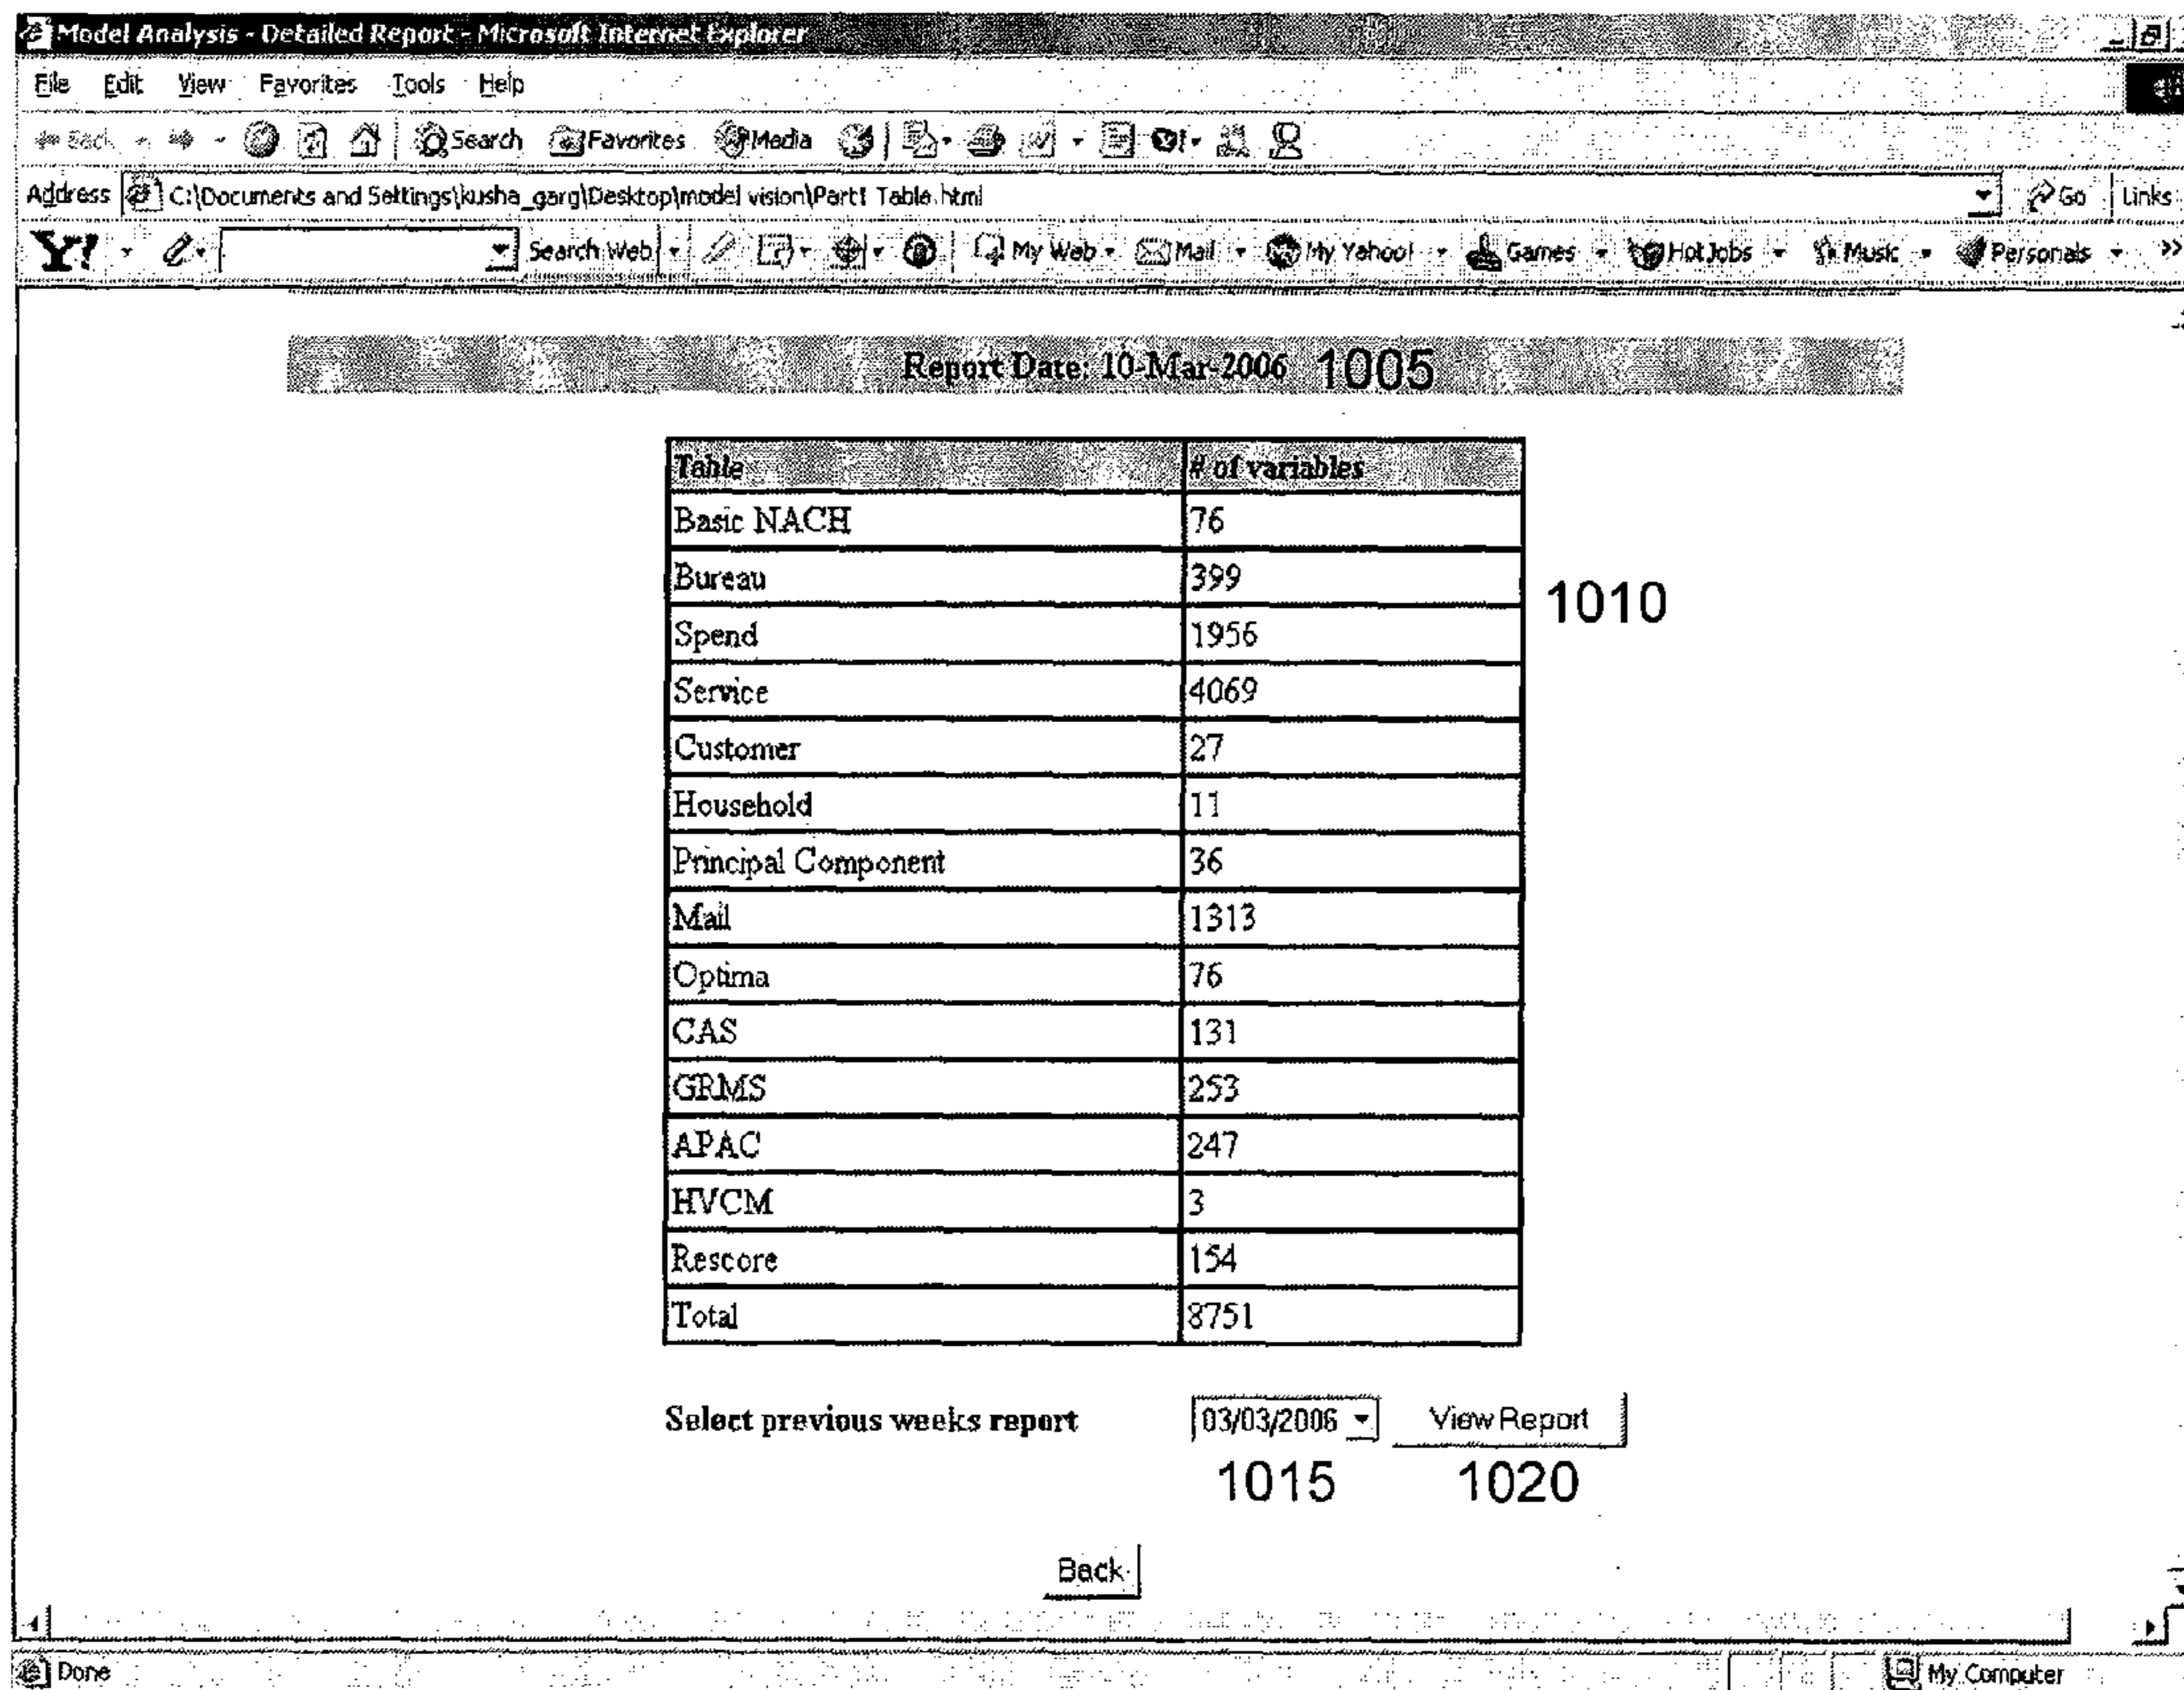 Model Analysis - Detailed Report - Microsoft Internet Explorer
File Edit View Favorites Tools Help
Back Search Favorites Media
Address C:\Documents and Settings\kusha_garg\Desktop\model vision\Part1 Table.html Go Links
Y! Search Web My Web Mail My Yahoo! Games HotJobs Music Personals »
Report Date: 10-Mar-2006 1005
Table # of variables
Basic NACH 76
Bureau 399
1010
Spend 1956
Service 4069
Customer 27
Household 11
Principal Component 36
Mail 1313
Optima 76
CAS 131
GRMS 253
APAC 247
HVCM 3
Rescore 154
Total 8751
Select previous weeks report 03/03/2006 View Report
1015 1020
Back
Done My Computer